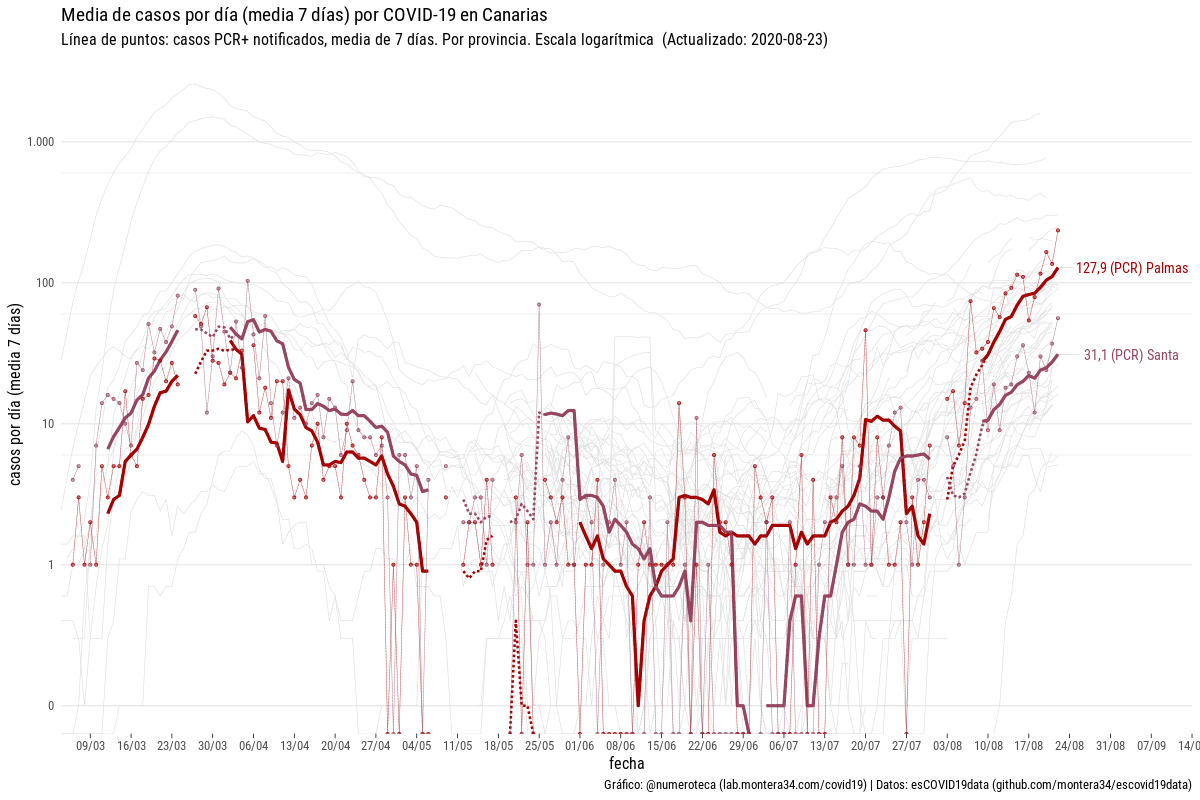 Media de casos por día (media 7 días) por COVID-19 en Canarias
Línea de puntos: casos PCR+ notificados, media de 7 días. Por provincia. Escala logarítmica (Actualizado: 2020-08-23)
casos por día (media 7 días)
1.000
100
10
1
0
127,9 (PCR) Palmas
31,1 (PCR) Santa
09/03 16/03 23/03 30/03 06/04 13/04 20/04 27/04 04/05 11/05 18/05 25/05 01/06 08/06 15/06 22/06 29/06 06/07 13/07 20/07 27/07 03/08 10/08 17/08 24/08 31/08 07/09 14/0
fecha
Gráfico: @numeroteca (lab.montera34.com/covid19) | Datos: esCOVID19data (github.com/montera34/escovid19data)